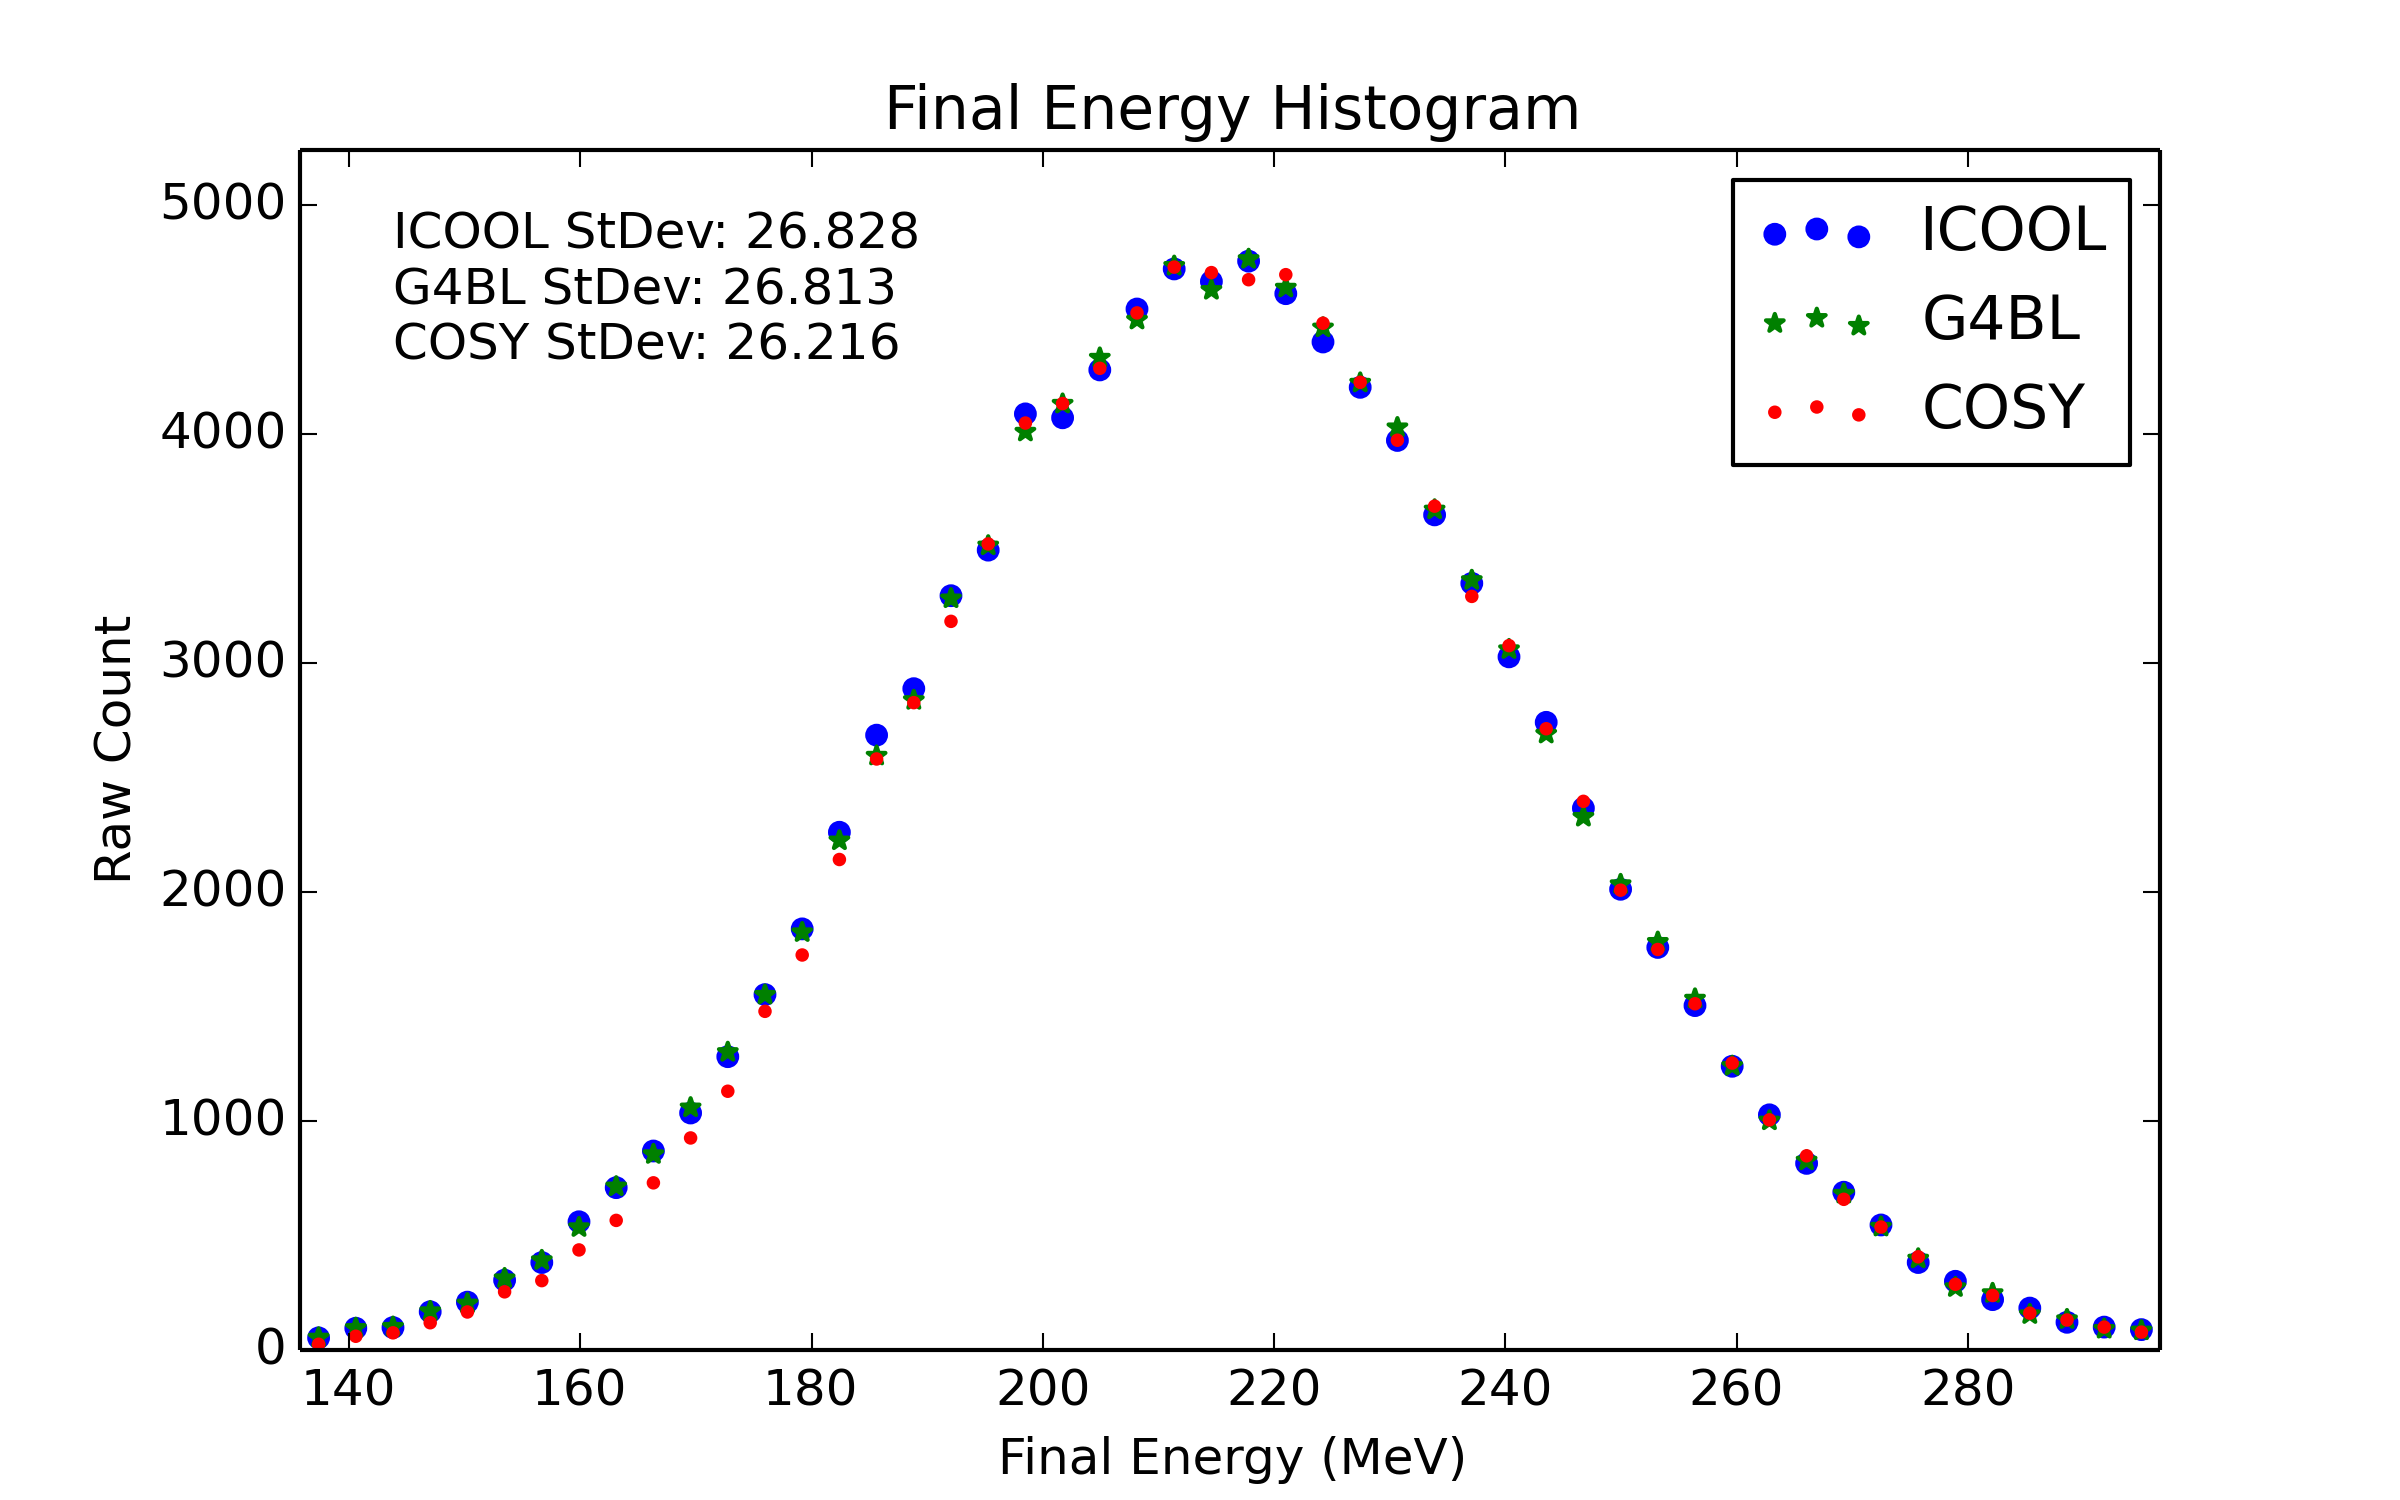 Final Energy Histogram
ICOOL StDev: 26.828
G4BL StDev: 26.813
COSY StDev: 26.216
ICOOL
G4BL
COSY
Raw Count
5000
4000
3000
2000
1000
0
140 160 180 200 220 240 260 280
Final Energy (MeV)